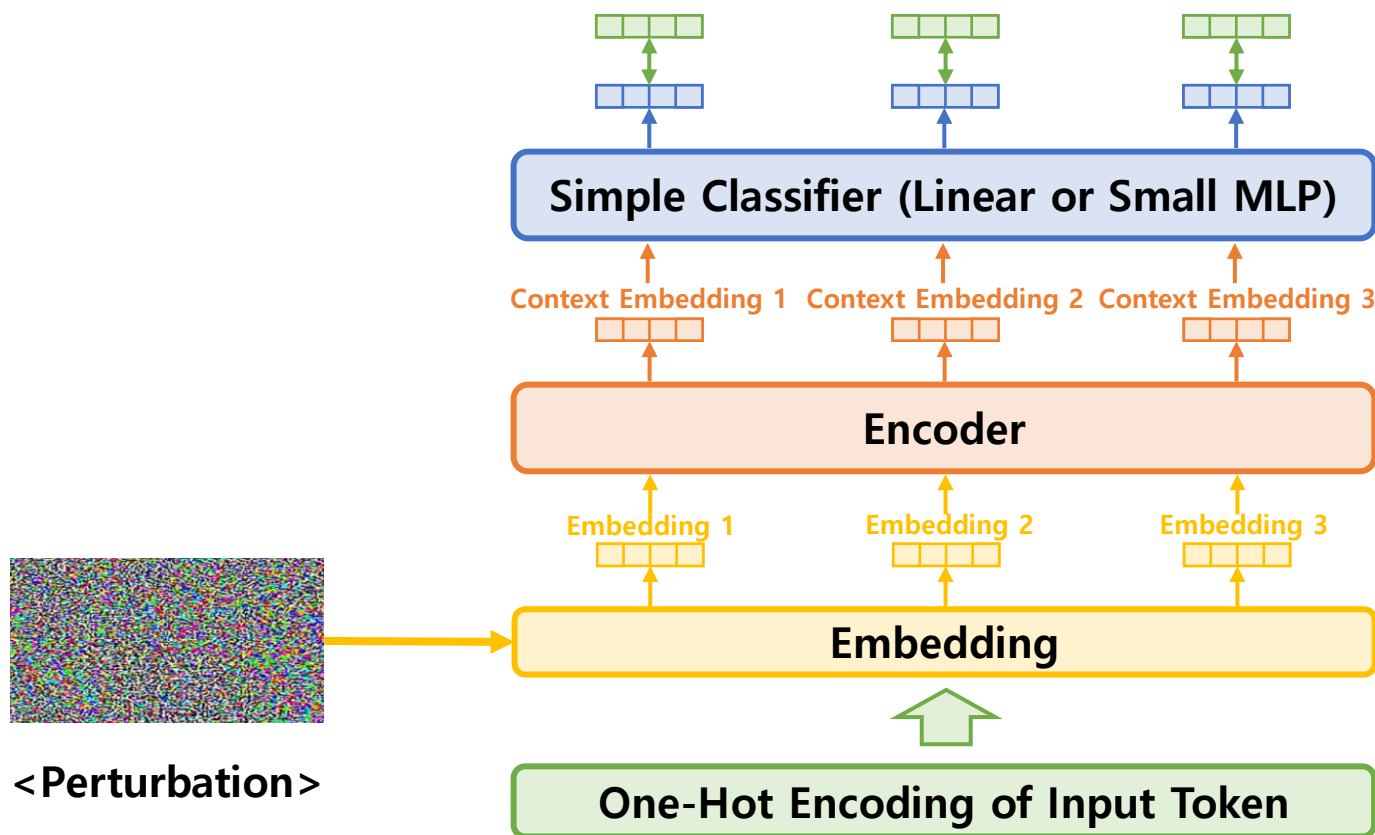 Simple Classifier (Linear or Small MLP)
Context Embedding 1 Context Embedding 2 Context Embedding 3
Encoder
Embedding 1 Embedding 2 Embedding 3
Embedding
<Perturbation>
One-Hot Encoding of Input Token